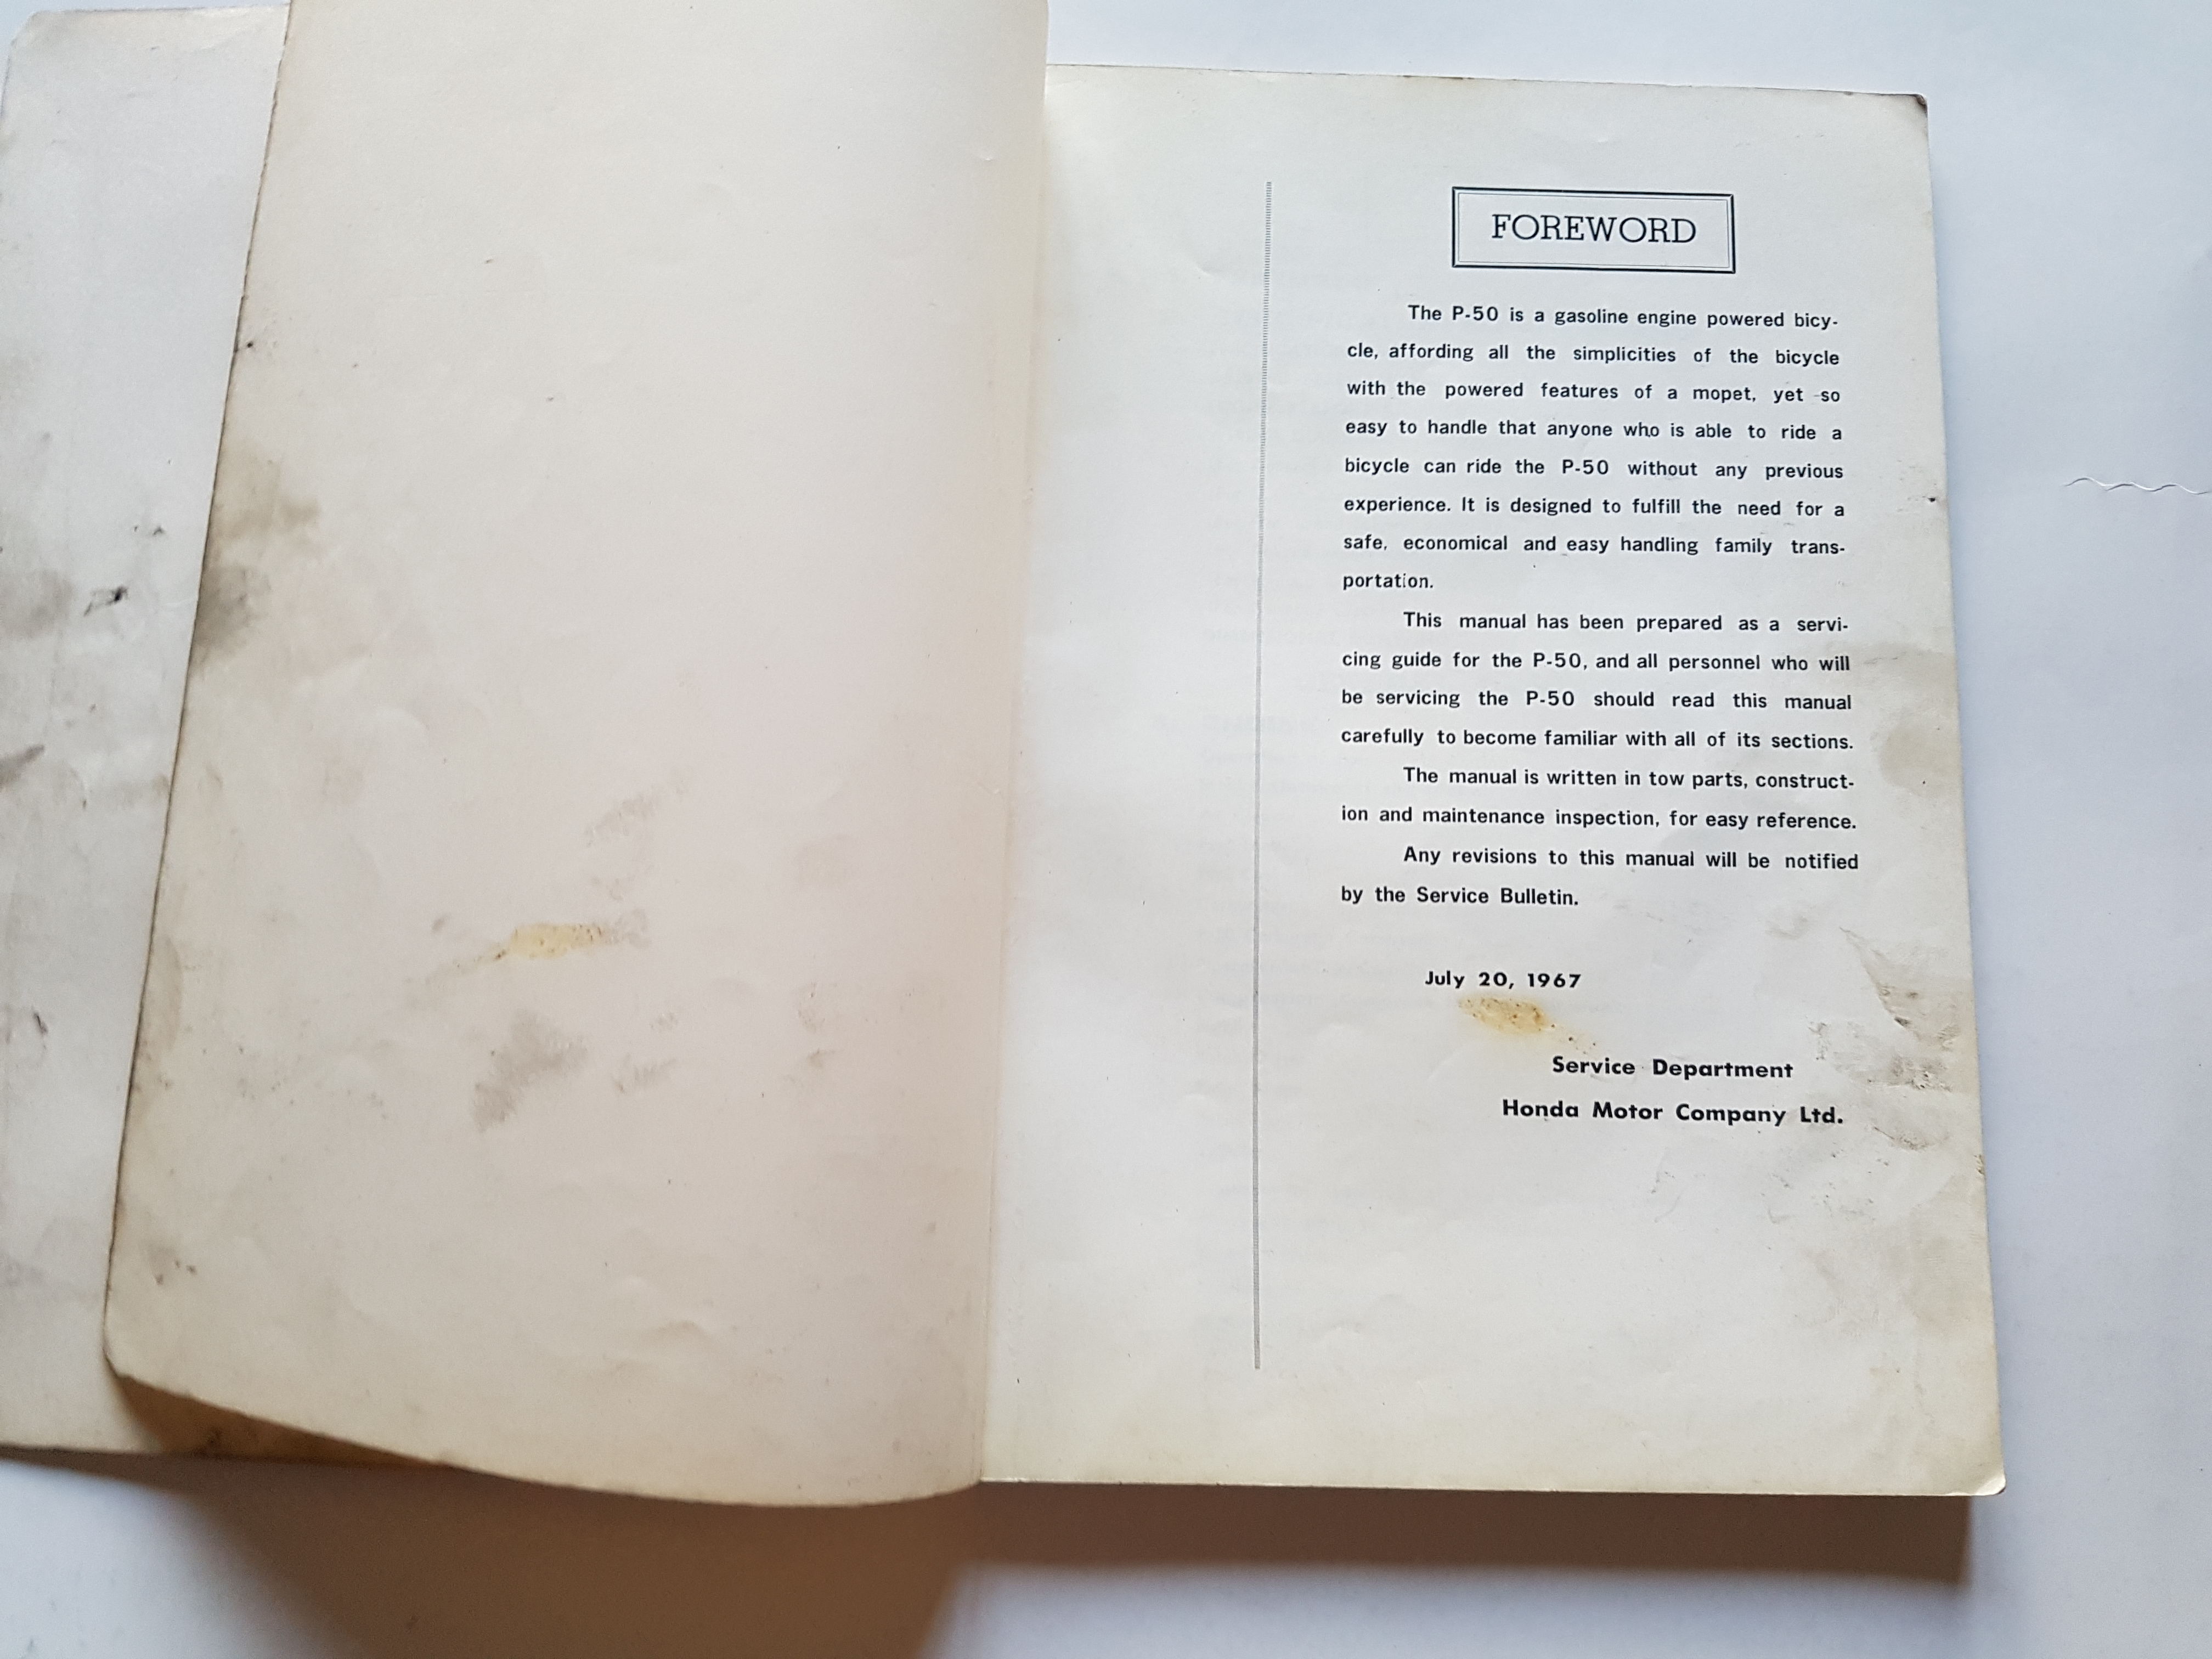 FOREWORD
The P-50 is a gasoline engine powered bicy-
cle, affording all the simplicities of the bicycle
with the powered features of a mopet, yet so
easy to handle that anyone who is able to ride a
bicycle can ride the P-50 without any previous
experience. It is designed to fulfill the need for a
safe, economical and easy handling family trans-
portation.
This manual has been prepared as a servi-
cing guide for the P-50, and all personnel who will
be servicing the P-50 should read this manual
carefully to become familiar with all of its sections.
The manual is written in tow parts, construct-
ion and maintenance inspection, for easy reference.
Any revisions to this manual will be notified
by the Service Bulletin.
July 20, 1967
Service Department
Honda Motor Company Ltd.